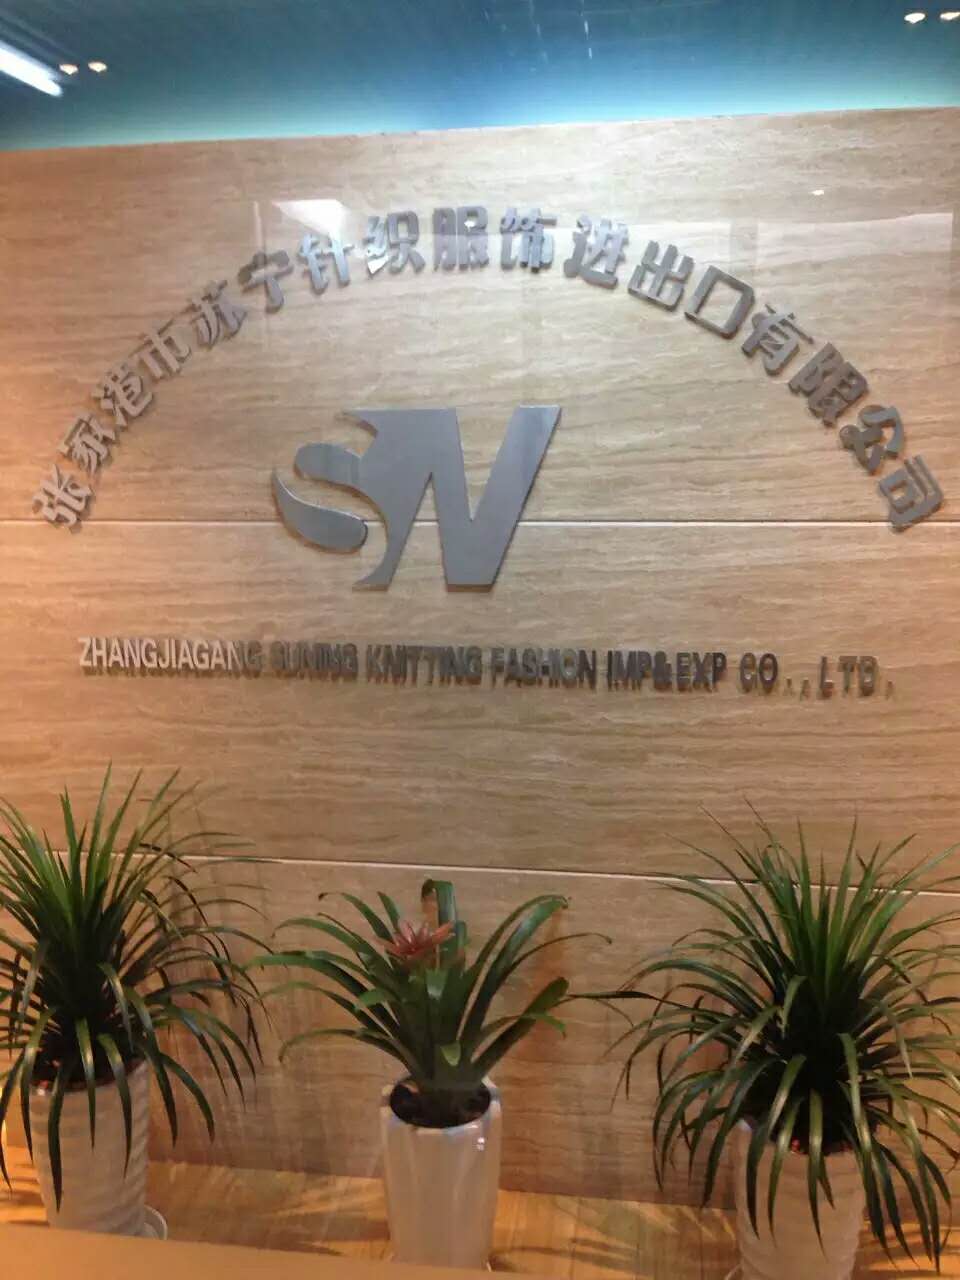 张家港市苏宁针织服饰进出口有限公司
SN
ZHANGJIAGANG SUNING KNITTING FASHION IMP&EXP CO.,LTD.